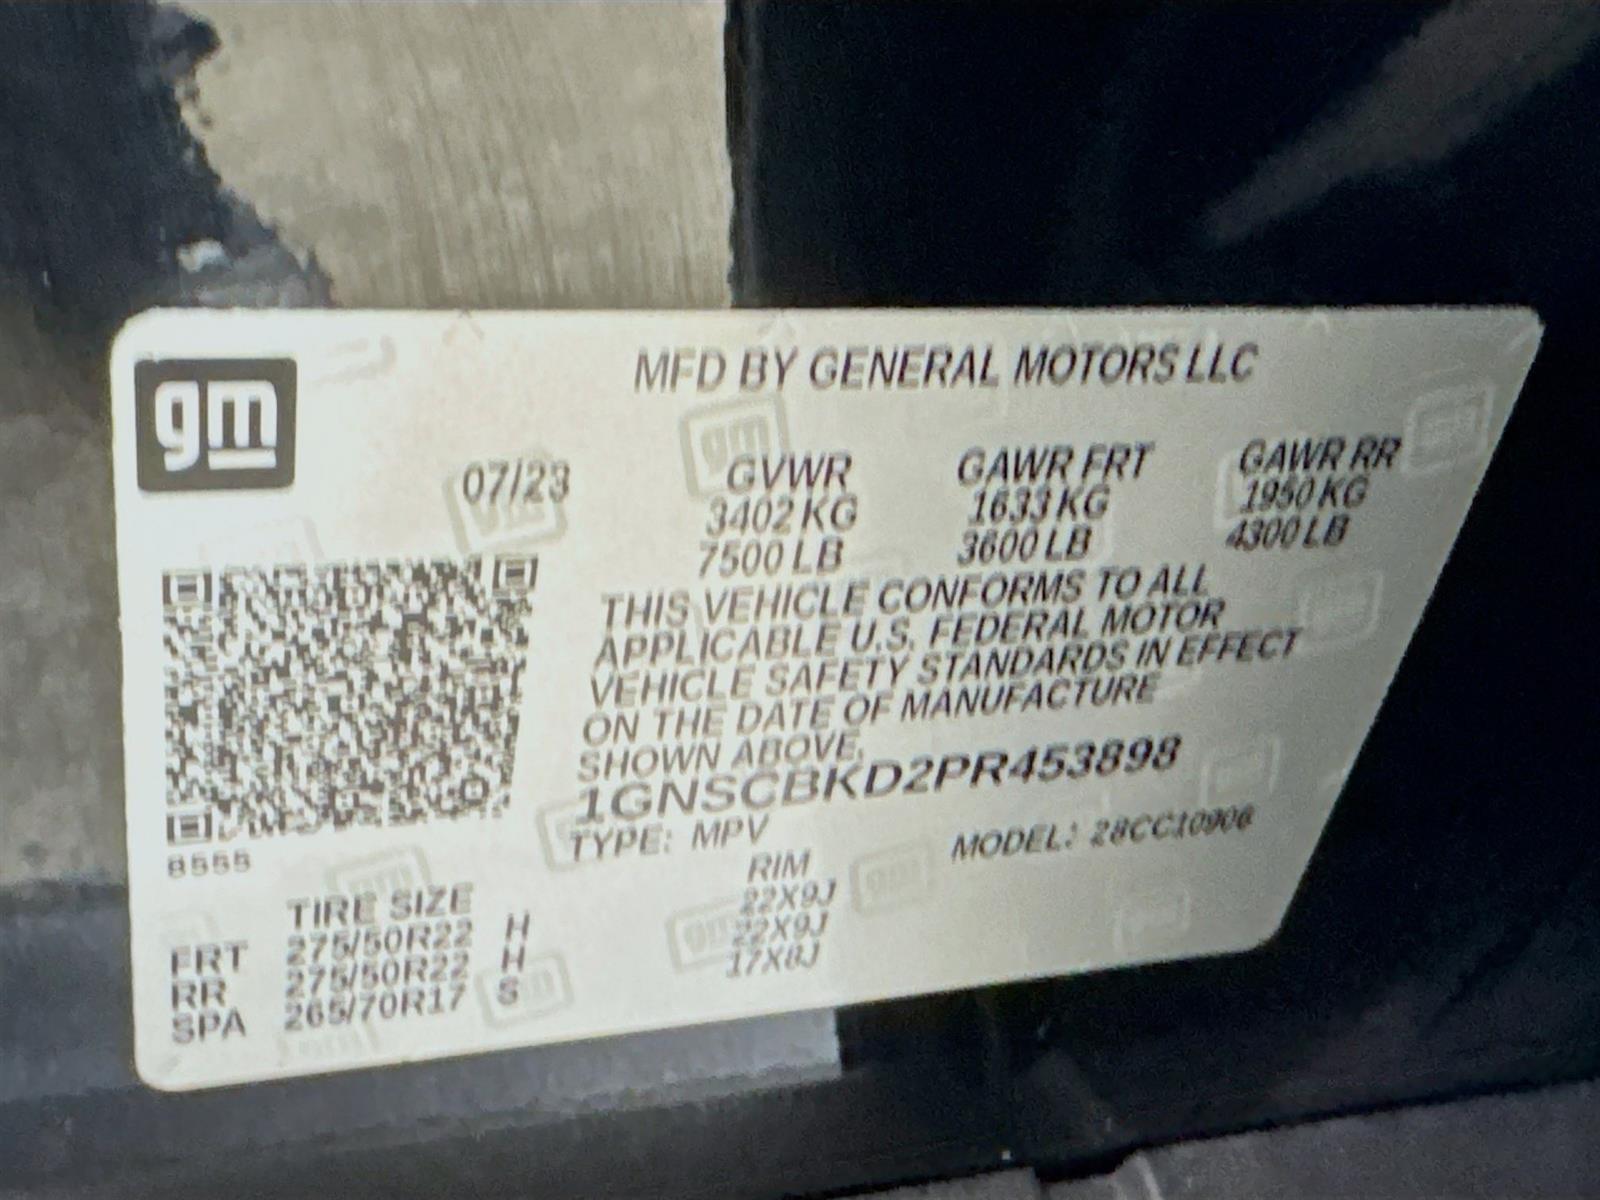 gm
MFD BY GENERAL MOTORS LLC
07/23 GVWR GAWR FRT GAWR RR
3402 KG 1633 KG 1950 KG
7500 LB 3600 LB 4300 LB
THIS VEHICLE CONFORMS TO ALL
APPLICABLE U.S. FEDERAL MOTOR
VEHICLE SAFETY STANDARDS IN EFFECT
ON THE DATE OF MANUFACTURE
SHOWN ABOVE.
1GNSCBKD2PR453898
TYPE: MPV MODEL: 28CC10906
8555
TIRE SIZE RIM
FRT 275/50R22 H 22X9J
RR 275/50R22 H 22X9J
SPA 265/70R17 S 17X8J